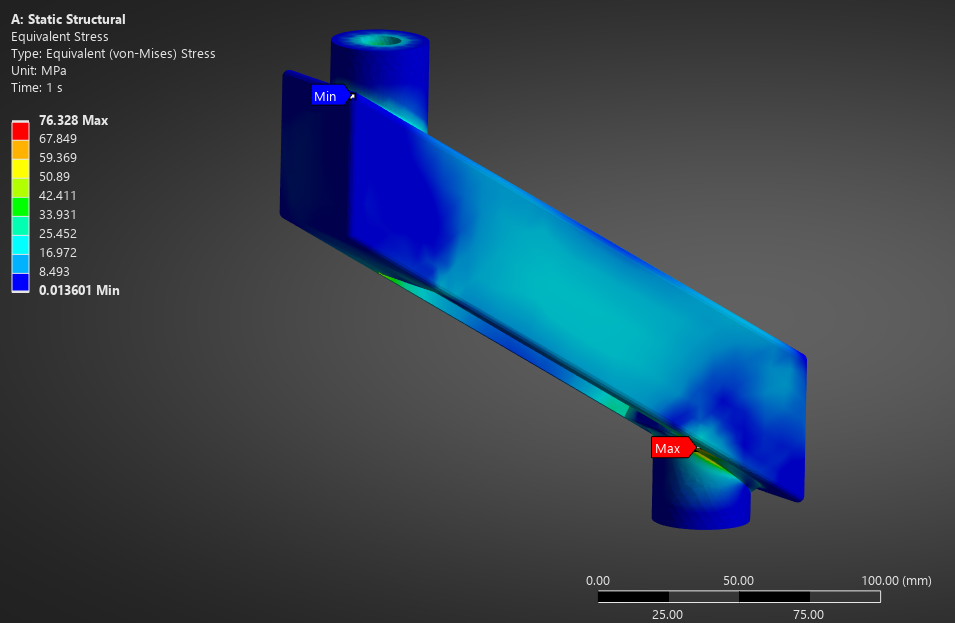 A: Static Structural
Equivalent Stress
Type: Equivalent (von-Mises) Stress
Unit: MPa
Time: 1 s
76.328 Max
67.849
59.369
50.89
42.411
33.931
25.452
16.972
8.493
0.013601 Min
Min
Max
0.00 50.00 100.00 (mm)
25.00 75.00